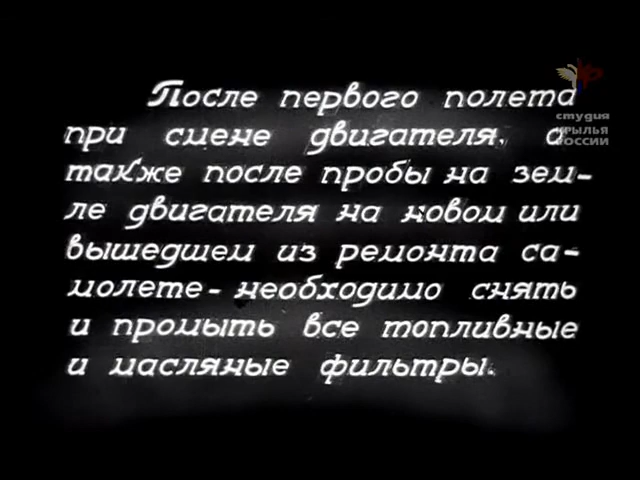 После первого полета
при смене двигателя, а
также после пробы на зем-
ле двигателя на новом или
вышедшем из ремонта са-
молете - необходимо снять
и промыть все топливные
и масляные фильтры.
студия
КРЫЛЬЯ
РОССИИ